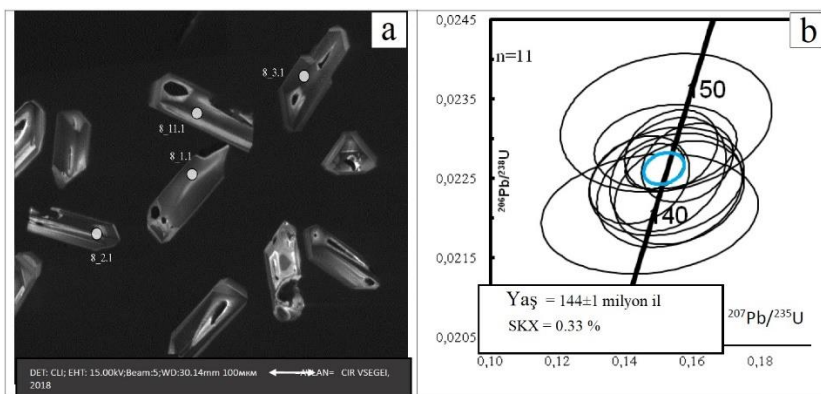 a
8_3.1
8_11.1
8_1.1
8_2.1
DET: CLI; EHT: 15.00kV;Beam:5;WD:30.14mm 100мкм CIR VSEGEI,
2018
b
n=11
0,0245
0,0235
0,0225
0,0215
0,0205
²⁰⁶Pb/²³⁸U
150
140
Yaş = 144±1 milyon il
SKX = 0.33 %
²⁰⁷Pb/²³⁵U
0,10 0,12 0,14 0,16 0,18